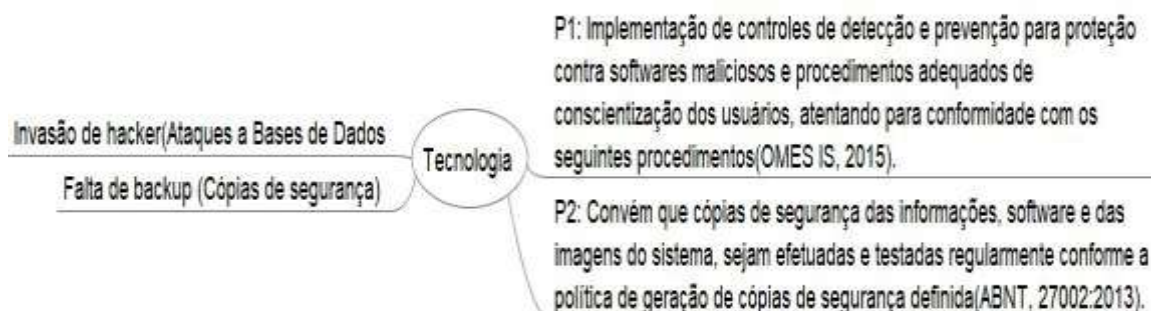 Invasão de hacker(Ataques a Bases de Dados
Falta de backup (Cópias de segurança)
Tecnologia
P1: Implementação de controles de detecção e prevenção para proteção
contra softwares maliciosos e procedimentos adequados de
conscientização dos usuários, atentando para conformidade com os
seguintes procedimentos(OMES IS, 2015).
P2: Convém que cópias de segurança das informações, software e das
imagens do sistema, sejam efetuadas e testadas regularmente conforme a
política de geração de cópias de segurança definida(ABNT, 27002:2013).